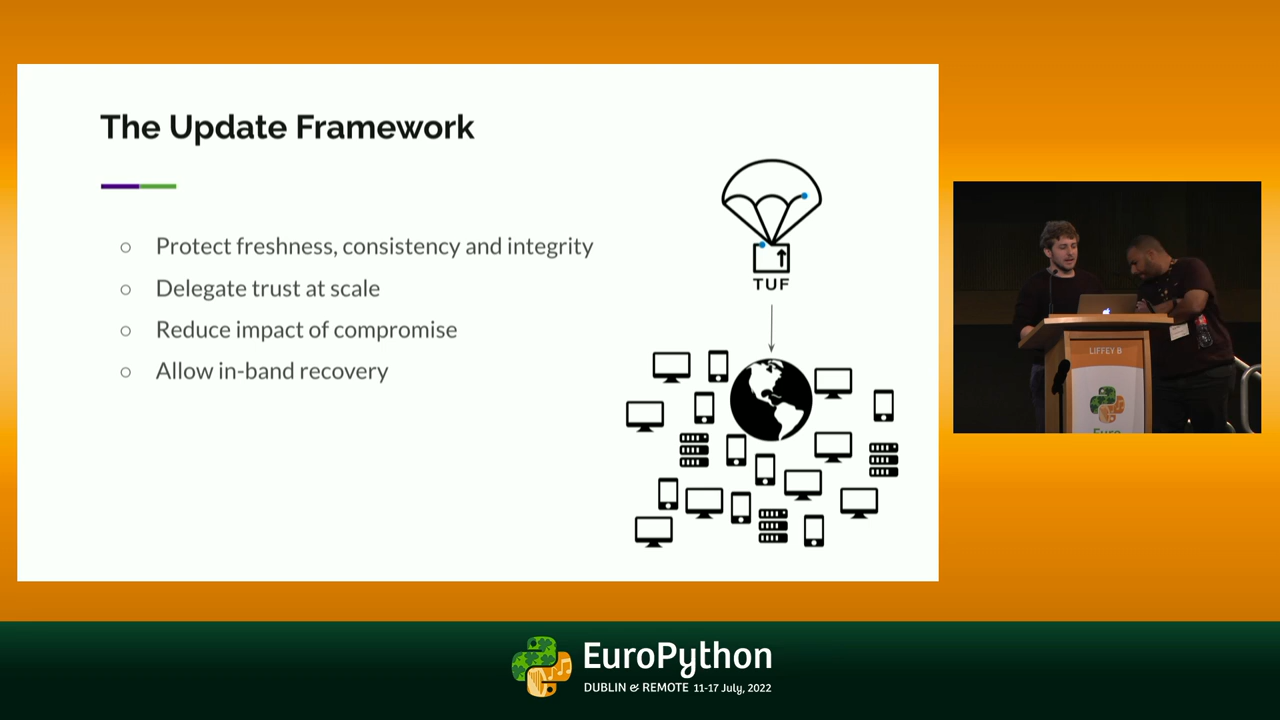 The Update Framework
Protect freshness, consistency and integrity
Delegate trust at scale
Reduce impact of compromise
Allow in-band recovery
TUF
LIFFEY B
Euro
EuroPython
DUBLIN & REMOTE 11-17 July, 2022